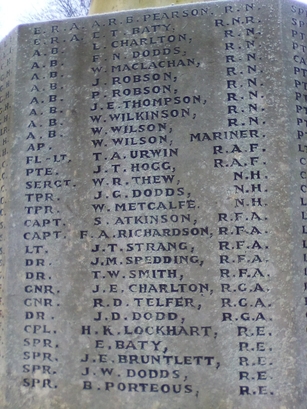 E.R.A. A.R.B. PEARSON, R.N.
E.R.A. C.T. BATY, R.N.R.
A.B. L. CHARLTON, R.N.
A.B. F.N. DODDS, R.N.
A.B. W. MACLACHAN, R.N.
A.B. J. ROBSON, R.N.
A.B. P. ROBSON, R.N.
A.B. J.E. THOMPSON, R.N.
A.B. W. WILKINSON, R.N.
A.B. W. WILSON, R.N.
AP. W. WILSON, MARINER.
FL-LT. T.A. URWIN R.A.F.
PTE. J.T. HOGG, R.A.F.
SERGT. W.R. THEW, N.H.
TPR. J.G. DODDS, N.H.
TPR. W. METCALFE, N.H.
CAPT. S. ATKINSON, R.F.A.
CAPT. F.A. RICHARDSON, R.F.A.
LT. J.T. STRANG, R.F.A.
DR. J.M. SPEDDING, R.F.A.
DR. T.W. SMITH, R.F.A.
GNR. J.E. CHARLTON, R.G.A.
GNR. R.D. TELFER, R.G.A.
DR. J.D. DODD, R.G.A.
CPL. H.K. LOCKHART, R.E.
SPR. E. BATY, R.E.
SPR. J.E. BRUNTLETT, R.E.
SPR. J.W. DODDS, R.E.
SPR. B. PORTEOUS, R.E.